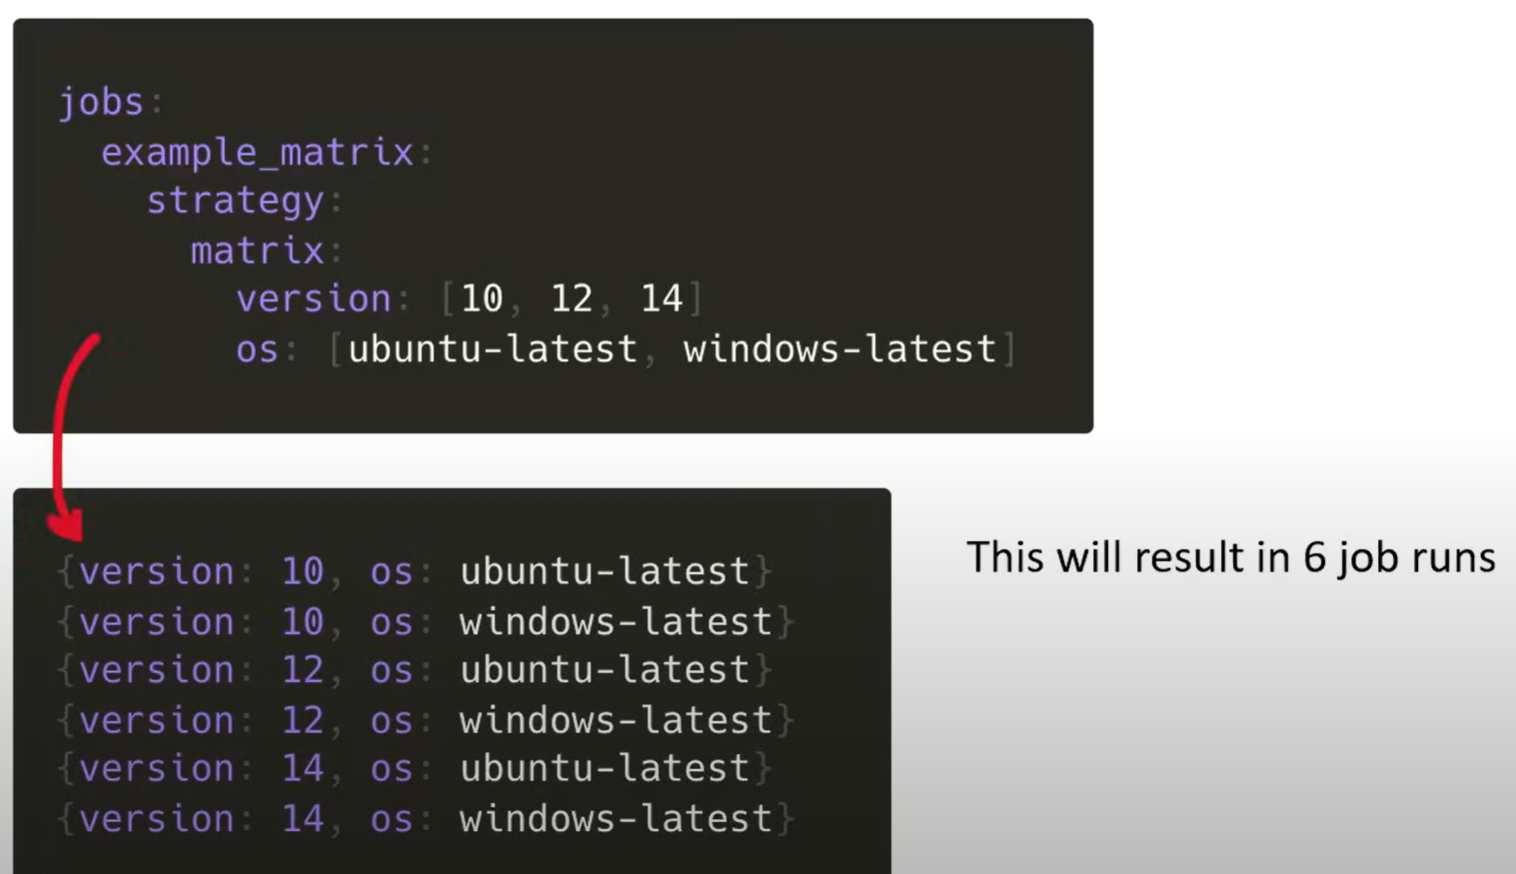 jobs:
example_matrix:
strategy:
matrix:
version: [10, 12, 14]
os: [ubuntu-latest, windows-latest]
{version: 10, os: ubuntu-latest}
{version: 10, os: windows-latest}
{version: 12, os: ubuntu-latest}
{version: 12, os: windows-latest}
{version: 14, os: ubuntu-latest}
{version: 14, os: windows-latest}
This will result in 6 job runs